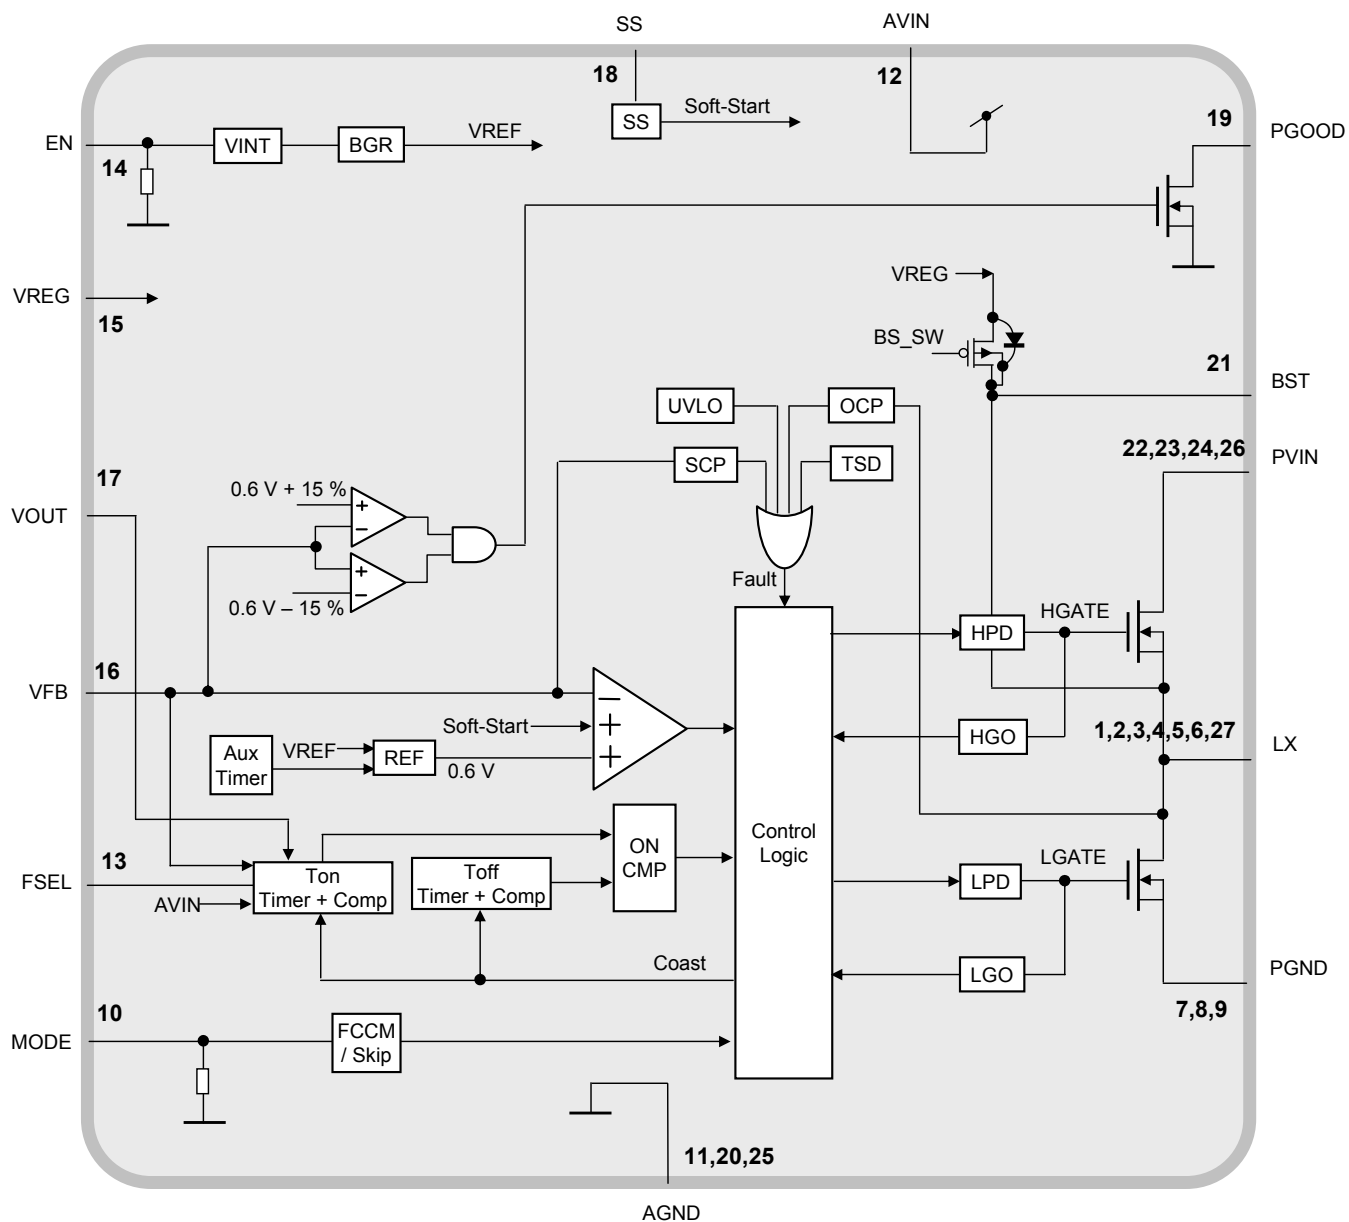 SS
AVIN
18
12
SS
Soft-Start
19
PGOOD
EN
14
VINT
BGR
VREF
VREG
15
VREG
BS_SW
21
BST
UVLO
OCP
SCP
TSD
22,23,24,26
PVIN
17
VOUT
0.6 V + 15 %
+
−
+
−
0.6 V – 15 %
Fault
HPD
HGATE
16
VFB
−
Soft-Start
+
+
Aux
Timer
VREF
REF
0.6 V
HGO
1,2,3,4,5,6,27
LX
Control
Logic
ON
CMP
13
FSEL
AVIN
Ton
Timer + Comp
Toff
Timer + Comp
LPD
LGATE
Coast
LGO
PGND
7,8,9
10
MODE
FCCM
/ Skip
11,20,25
AGND